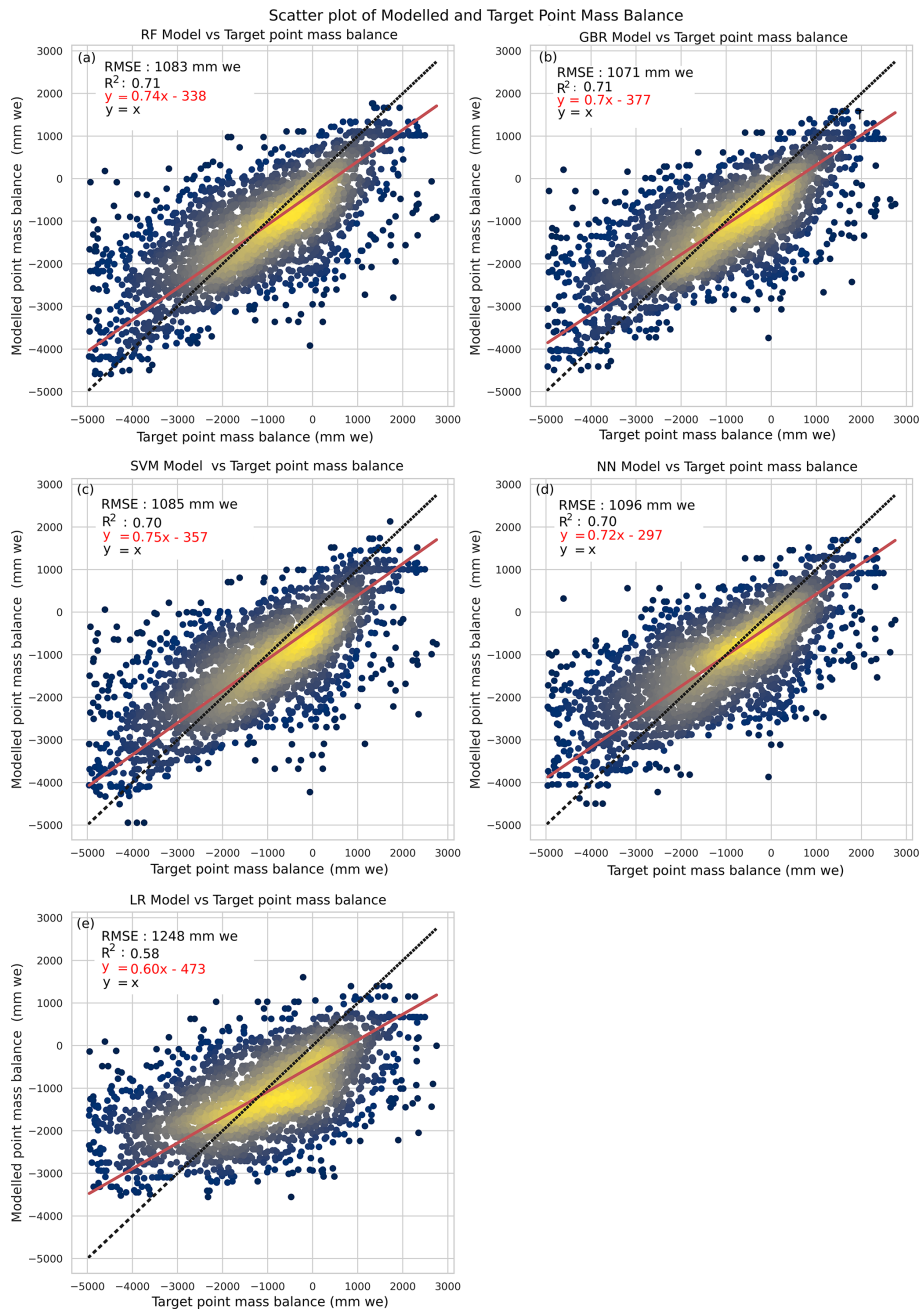 Scatter plot of Modelled and Target Point Mass Balance
RF Model vs Target point mass balance
(a)
RMSE : 1083 mm we
R²: 0.71
y = 0.74x - 338
y = x
3000
2000
1000
0
−1000
−2000
−3000
−4000
−5000
Modelled point mass balance (mm we)
−5000 −4000 −3000 −2000 −1000 0 1000 2000 3000
Target point mass balance (mm we)
GBR Model vs Target point mass balance
(b)
RMSE : 1071 mm we
R²: 0.71
y = 0.7x - 377
y = x
3000
2000
1000
0
−1000
−2000
−3000
−4000
−5000
Modelled point mass balance (mm we)
−5000 −4000 −3000 −2000 −1000 0 1000 2000 3000
Target point mass balance (mm we)
SVM Model vs Target point mass balance
(c)
RMSE : 1085 mm we
R² : 0.70
y = 0.75x - 357
y = x
3000
2000
1000
0
−1000
−2000
−3000
−4000
−5000
Modelled point mass balance (mm we)
−5000 −4000 −3000 −2000 −1000 0 1000 2000 3000
Target point mass balance (mm we)
NN Model vs Target point mass balance
(d)
RMSE : 1096 mm we
R² : 0.70
y = 0.72x - 297
y = x
3000
2000
1000
0
−1000
−2000
−3000
−4000
−5000
Modelled point mass balance (mm we)
−5000 −4000 −3000 −2000 −1000 0 1000 2000 3000
Target point mass balance (mm we)
LR Model vs Target point mass balance
(e)
RMSE : 1248 mm we
R² : 0.58
y = 0.60x - 473
y = x
3000
2000
1000
0
−1000
−2000
−3000
−4000
−5000
Modelled point mass balance (mm we)
−5000 −4000 −3000 −2000 −1000 0 1000 2000 3000
Target point mass balance (mm we)